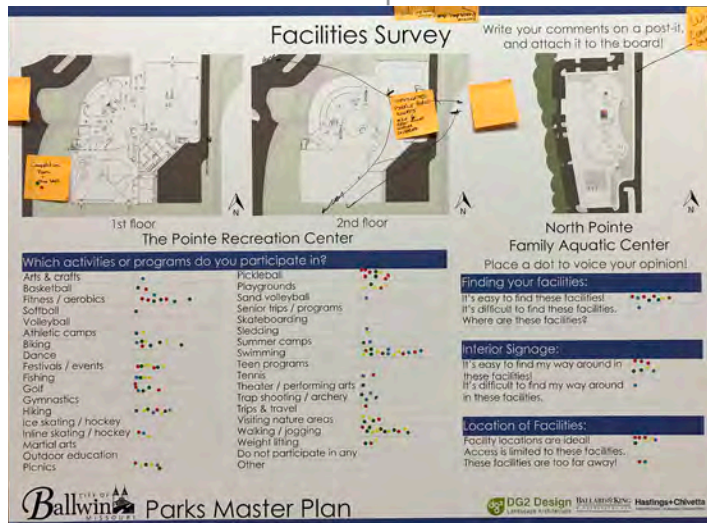 Facilities Survey
Write your comments on a post-it,
and attach it to the board!
N
N
N
1st floor
2nd floor
The Pointe Recreation Center
North Pointe
Family Aquatic Center
Place a dot to voice your opinion!
Which activities or programs do you participate in?
Arts & crafts
Basketball
Fitness / aerobics
Softball
Volleyball
Athletic camps
Biking
Dance
Festivals / events
Fishing
Golf
Gymnastics
Hiking
Ice skating / hockey
Inline skating / hockey
Martial arts
Outdoor education
Picnics
Pickleball
Playgrounds
Sand volleyball
Senior trips / programs
Skateboarding
Sledding
Summer camps
Swimming
Teen programs
Tennis
Theater / performing arts
Trap shooting / archery
Trips & travel
Visiting nature areas
Walking / jogging
Weight lifting
Do not participate in any
Other
Finding your facilities:
It's easy to find these facilities!
It's difficult to find these facilities.
Where are these facilities?
Interior Signage:
It's easy to find my way around in
these facilities!
It's difficult to find my way around
in these facilities.
Location of Facilities:
Facility locations are ideal!
Access is limited to these facilities.
These facilities are too far away!
CITY OF
Ballwin
MISSOURI
Parks Master Plan
dg2
DG2 Design
Landscape Architecture
BALLARD*KING
Hastings+Chivetta